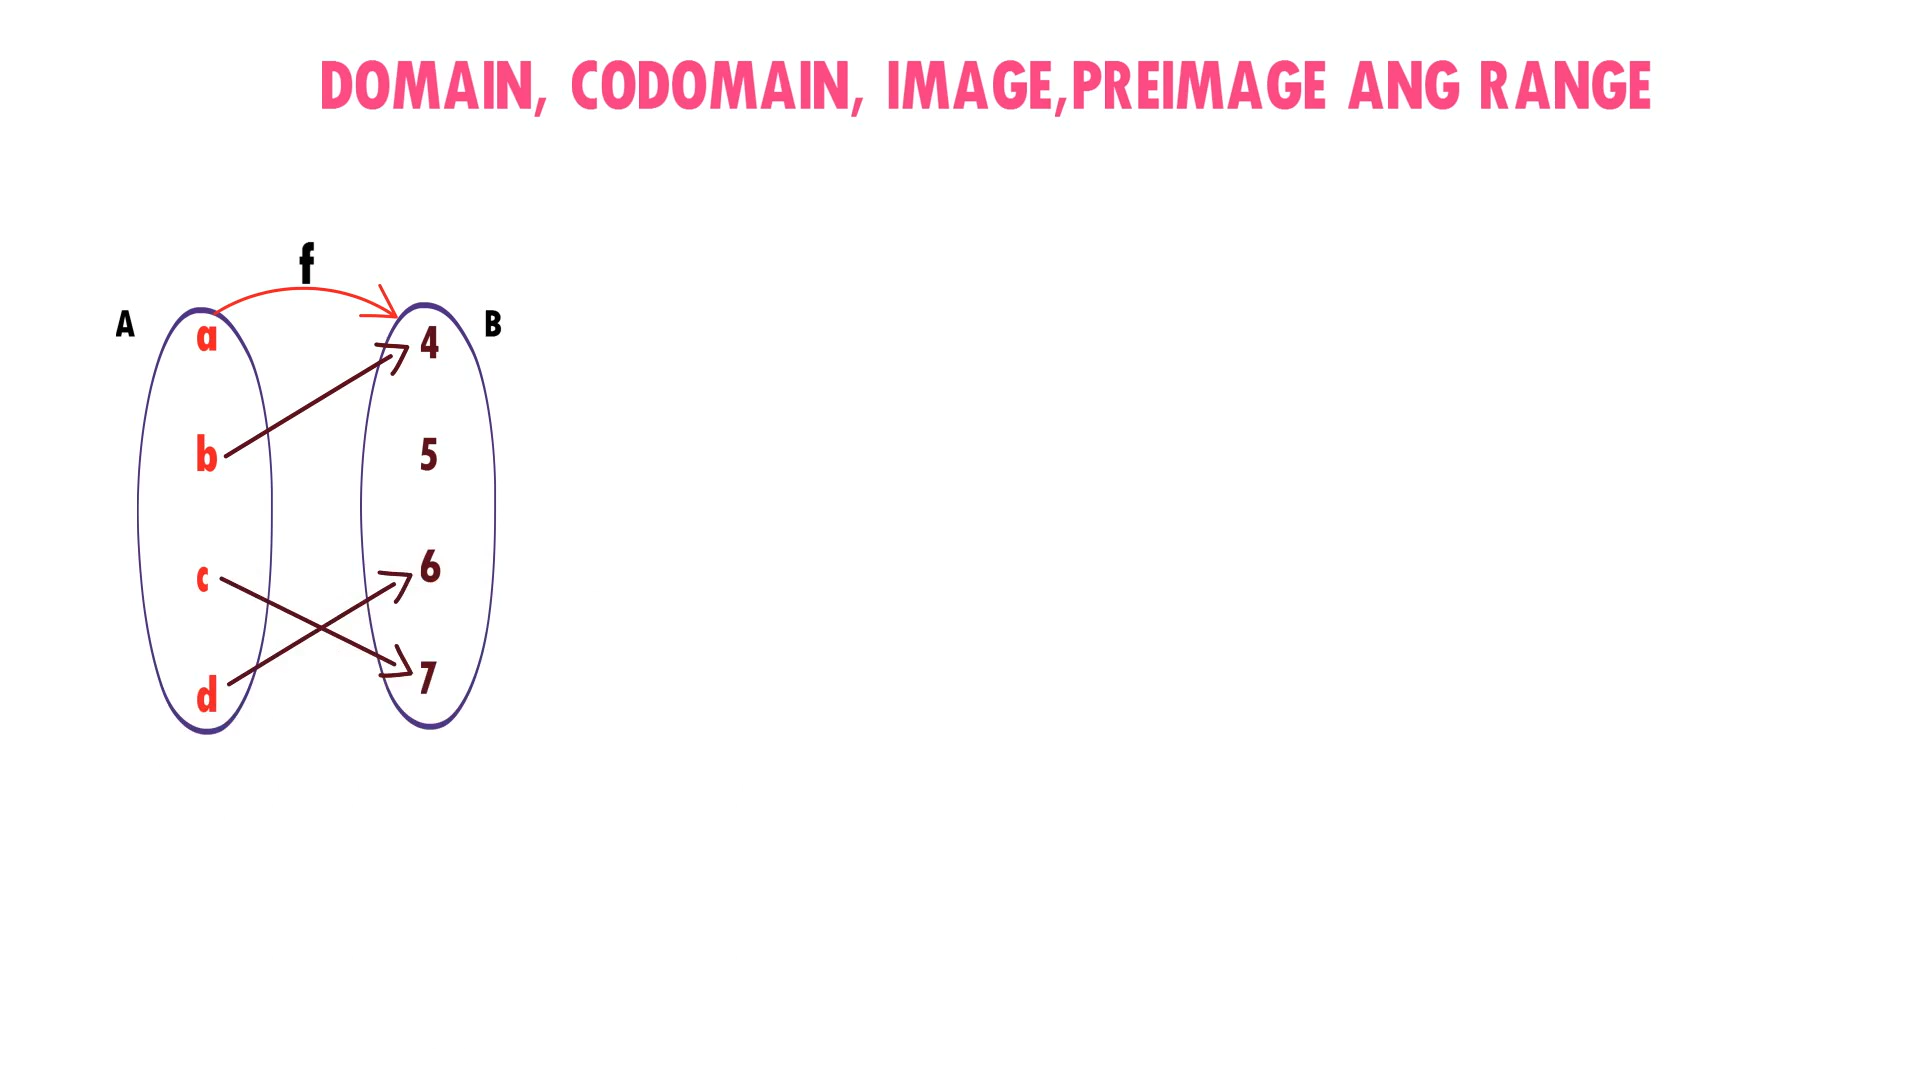 DOMAIN, CODOMAIN, IMAGE,PREIMAGE ANG RANGE
f
A B
a 4
b 5
c 6
d 7